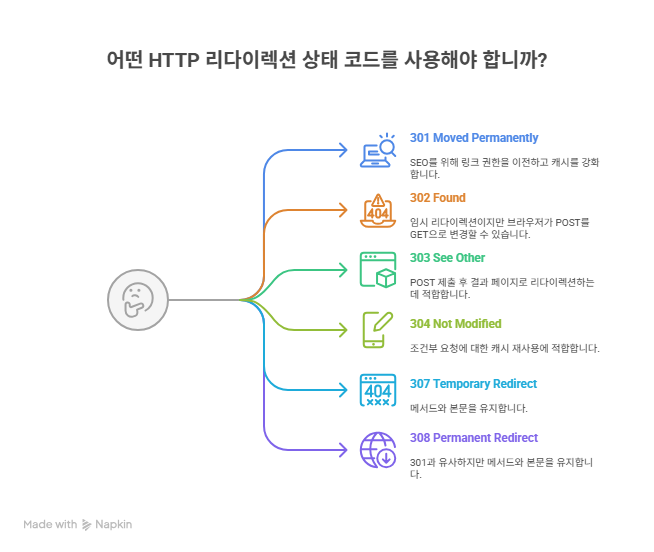 어떤 HTTP 리다이렉션 상태 코드를 사용해야 합니까?
301 Moved Permanently
SEO를 위해 링크 권한을 이전하고 캐시를 강화
합니다.
404
302 Found
임시 리다이렉션이지만 브라우저가 POST를
GET으로 변경할 수 있습니다.
303 See Other
POST 제출 후 결과 페이지로 리다이렉션하는
데 적합합니다.
304 Not Modified
조건부 요청에 대한 캐시 재사용에 적합합니다.
404
307 Temporary Redirect
메서드와 본문을 유지합니다.
308 Permanent Redirect
301과 유사하지만 메서드와 본문을 유지합니
다.
Made with Napkin